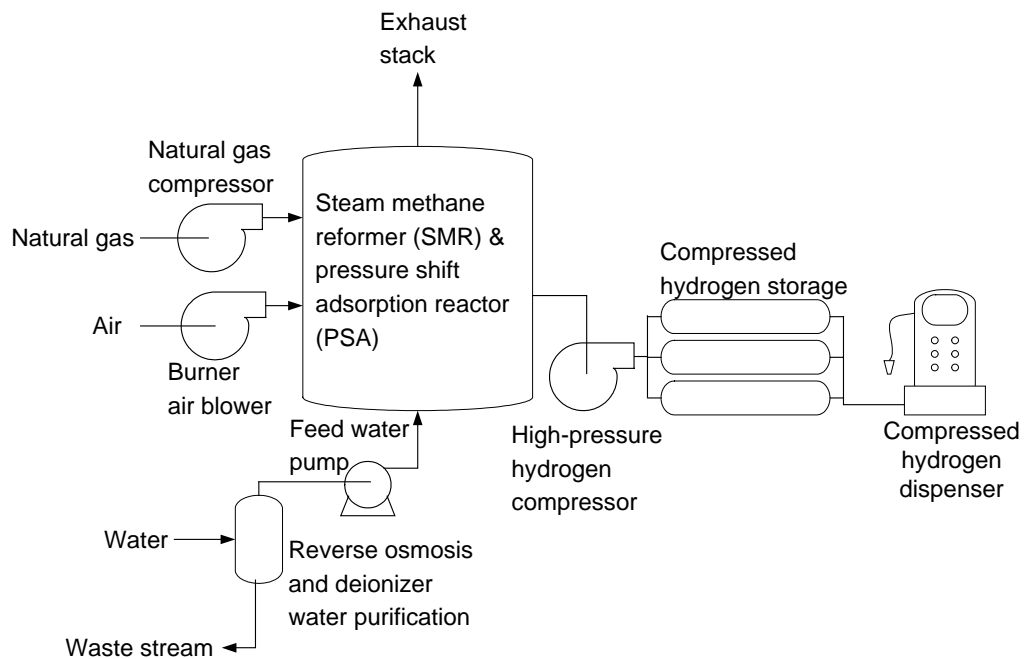 Exhaust
stack
Natural gas
compressor
Natural gas
Steam methane
reformer (SMR) &
pressure shift
adsorption reactor
(PSA)
Air
Burner
air blower
Compressed
hydrogen storage
Feed water
pump
High-pressure
hydrogen
compressor
Compressed
hydrogen
dispenser
Water
Reverse osmosis
and deionizer
water purification
Waste stream